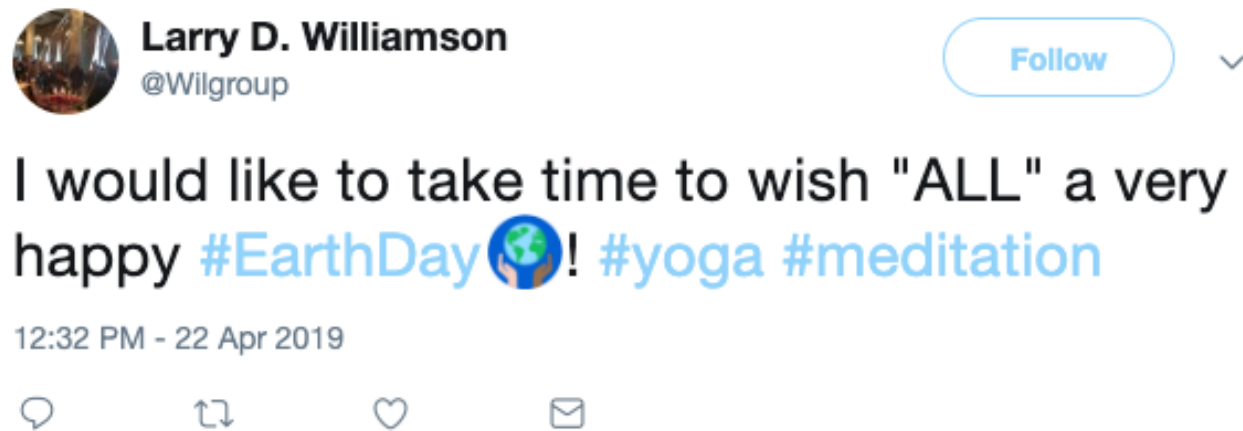 Larry D. Williamson
@Wilgroup
Follow
I would like to take time to wish "ALL" a very
happy #EarthDay! #yoga #meditation
12:32 PM - 22 Apr 2019